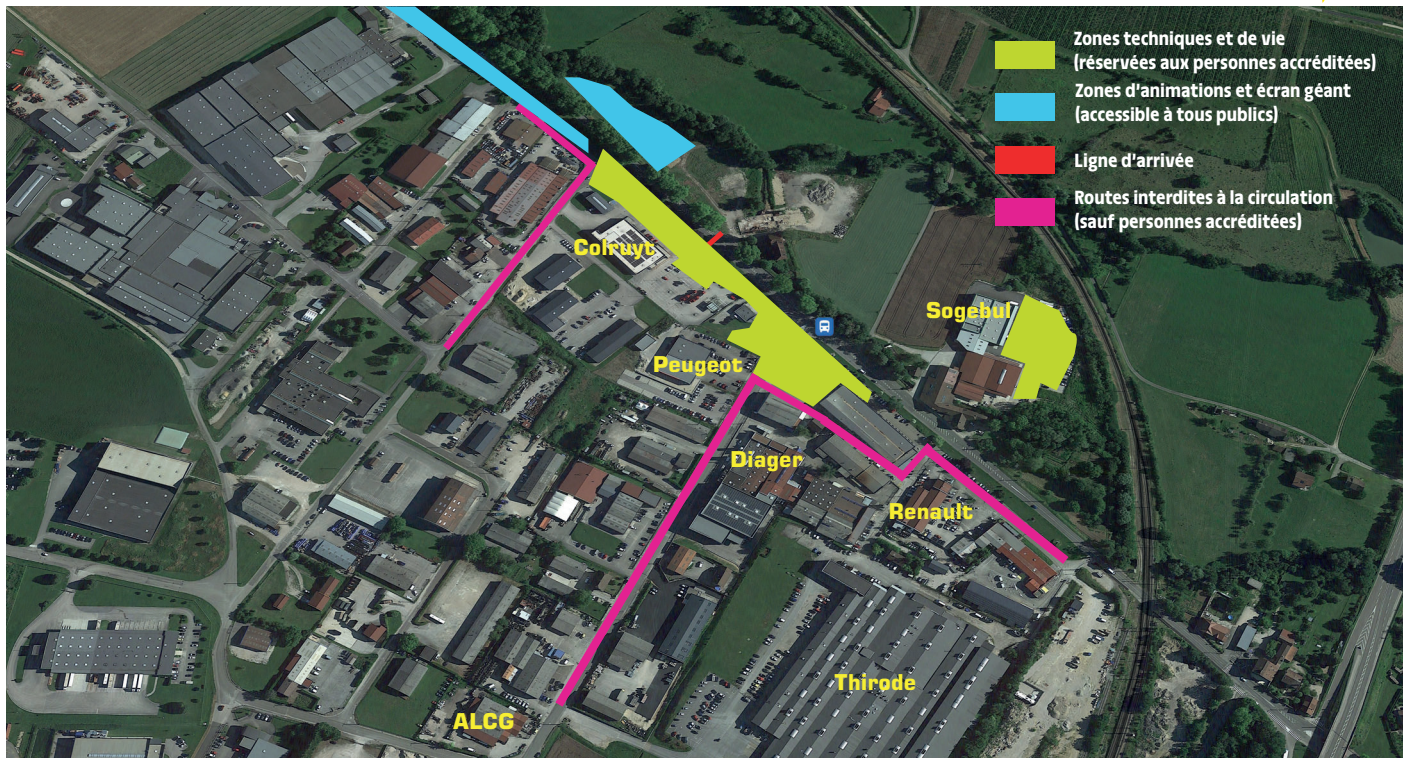 Zones techniques et de vie
(réservées aux personnes accréditées)
Zones d'animations et écran géant
(accessible à tous publics)
Ligne d'arrivée
Routes interdites à la circulation
(sauf personnes accréditées)
Colruyt
Sogebul
Peugeot
Diager
Renault
Thirode
ALCG